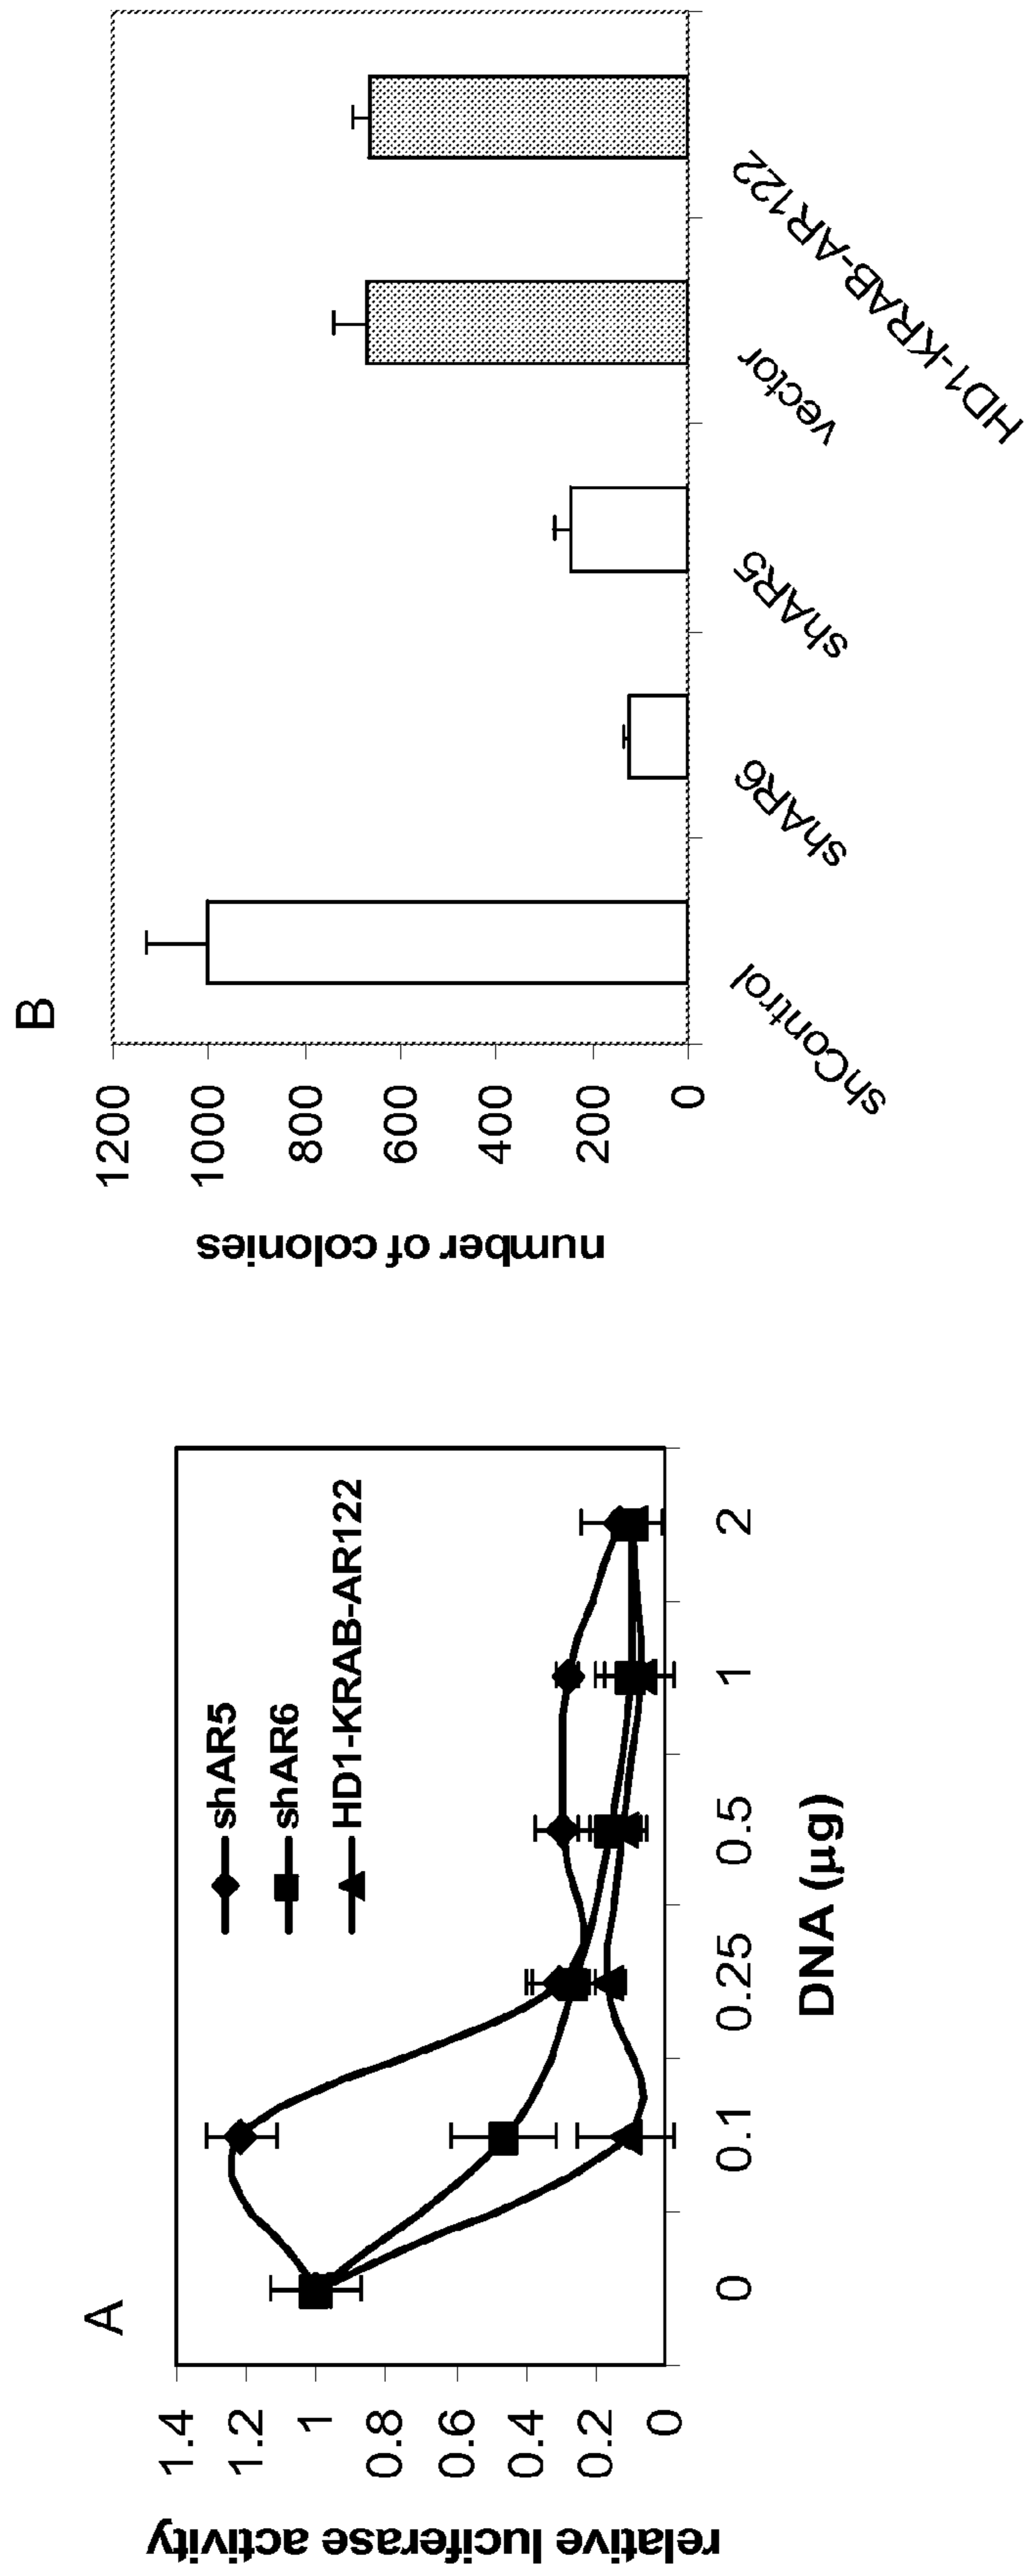 A
relative luciferase activity
1.4
1.2
1
0.8
0.6
0.4
0.2
0
shAR5
shAR6
HD1-KRAB-AR122
0 0.1 0.25 0.5 1 2
DNA (µg)
B
number of colonies
1200
1000
800
600
400
200
0
shControl
shAR6
shAR5
vector
HD1-KRAB-AR122